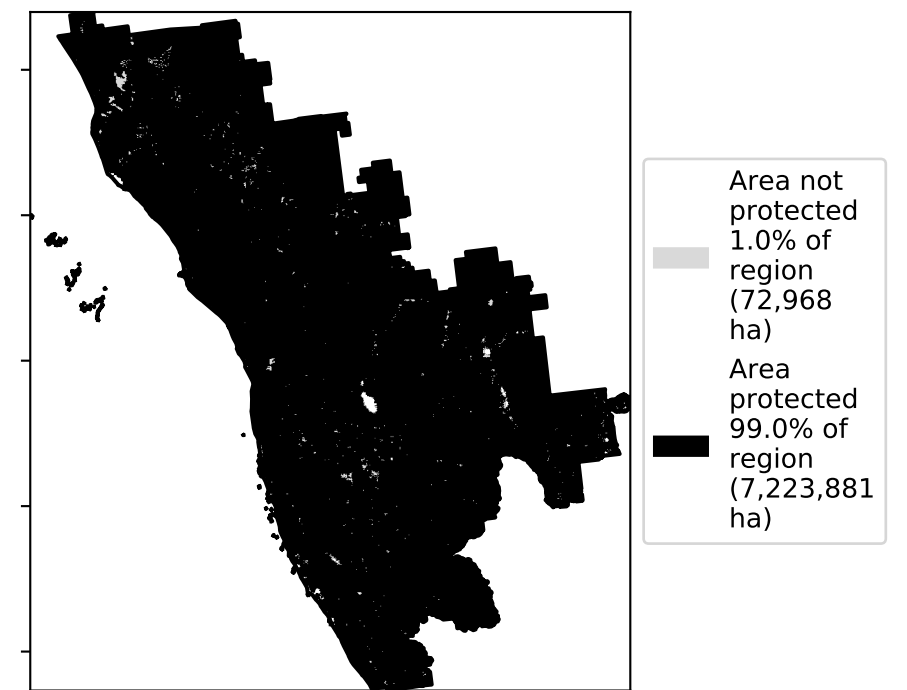 Area not
protected
1.0% of
region
(72,968
ha)
Area
protected
99.0% of
region
(7,223,881
ha)